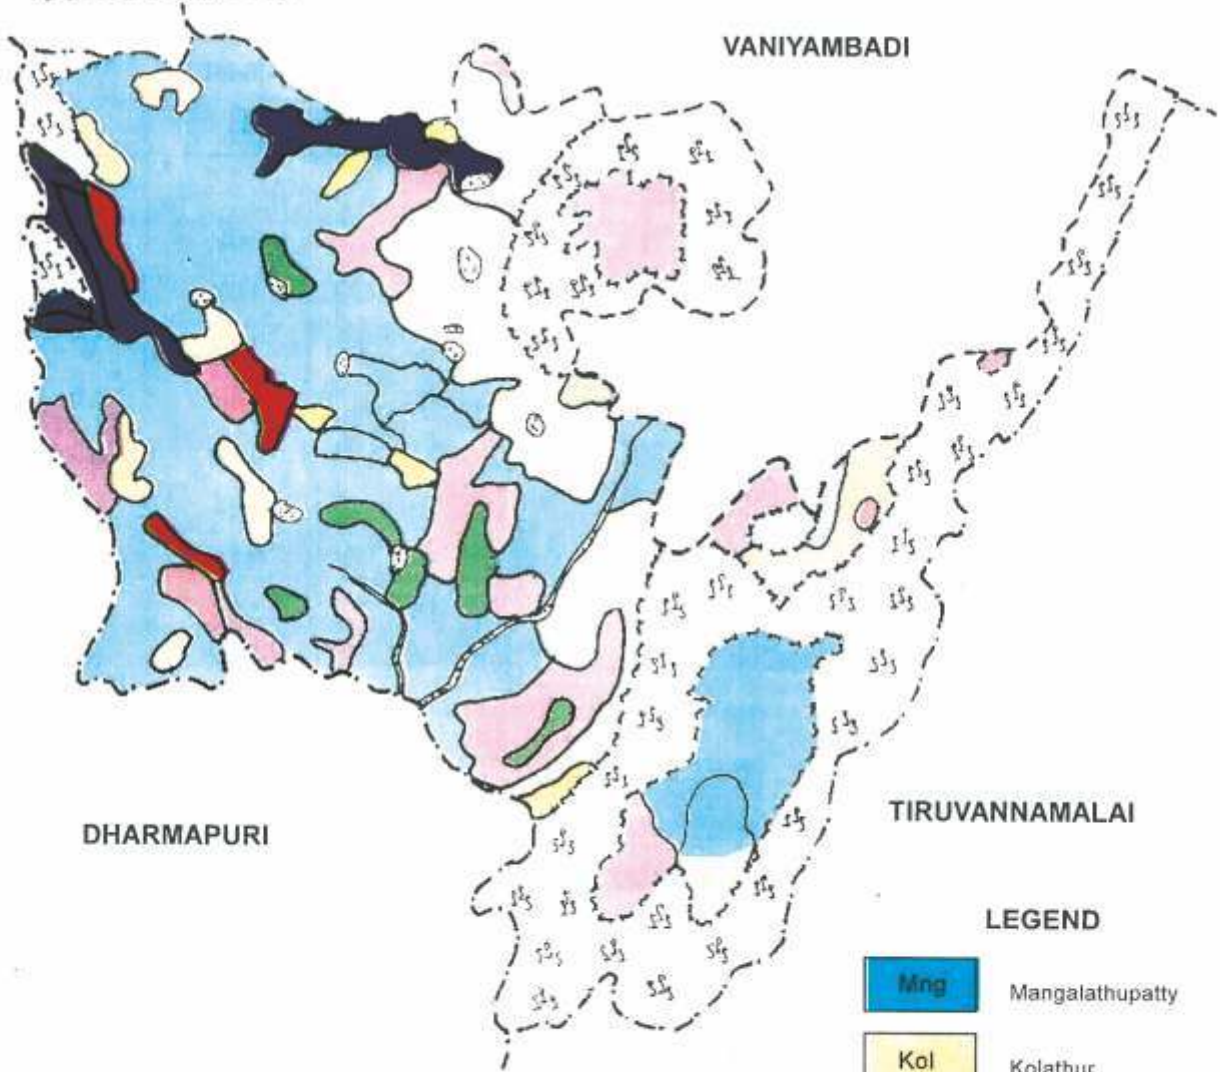 VANIYAMBADI
DHARMAPURI
TIRUVANNAMALAI
LEGEND
Mng Mangalathupatty
Kol Kolathur